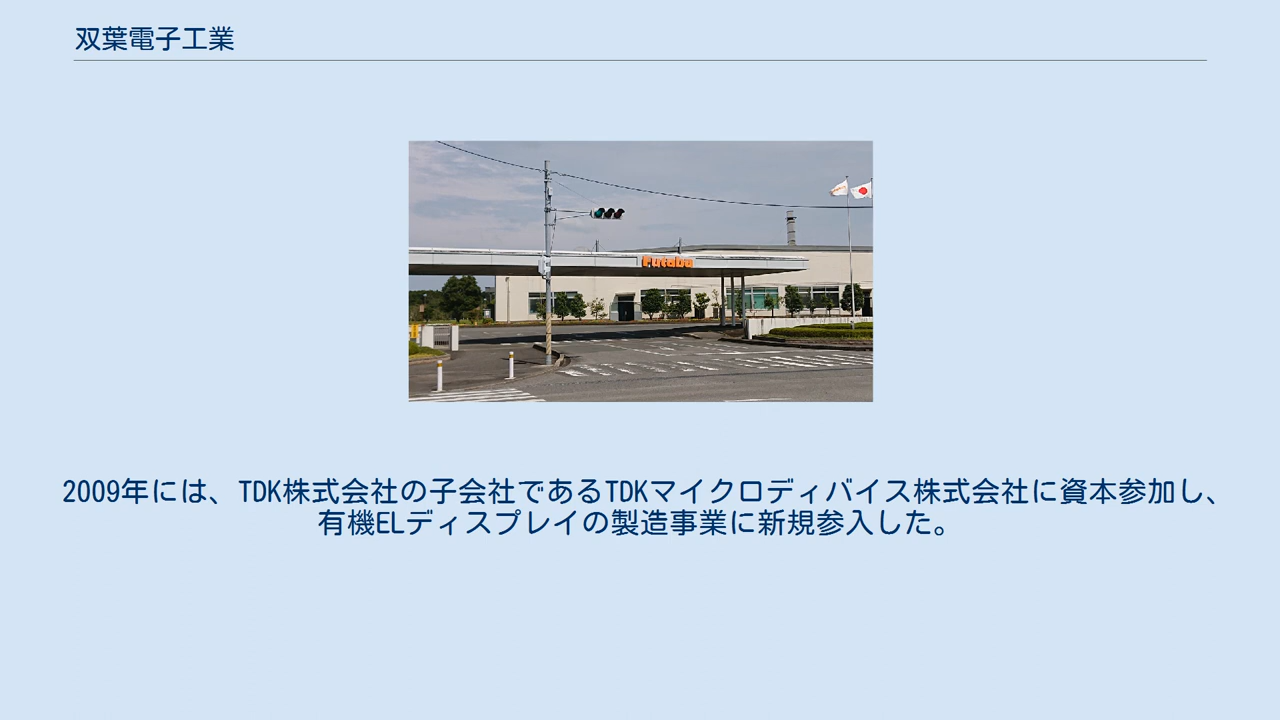 双葉電子工業
Futaba
2009年には、TDK株式会社の子会社であるTDKマイクロディバイス株式会社に資本参加し、
有機ELディスプレイの製造事業に新規参入した。